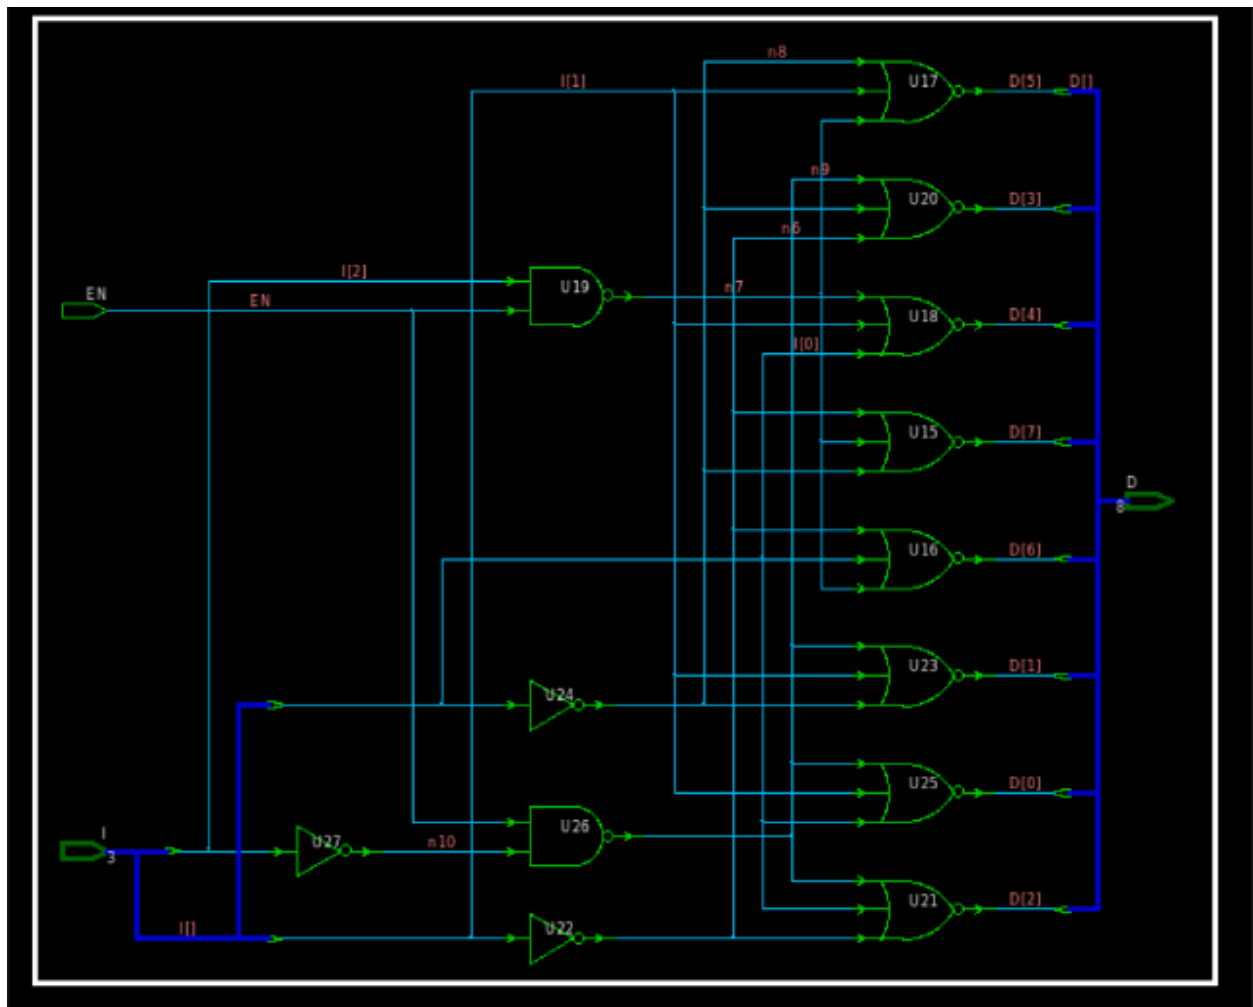 n8
I[1]
U17
D[5]
D[]
n9
U20
D[3]
n6
I[2]
EN
EN
U19
n7
U18
D[4]
I[0]
U15
D[7]
D
8
U16
D[6]
U23
D[1]
U24
U25
D[0]
I
3
U27
n10
U26
U21
D[2]
I[]
U22